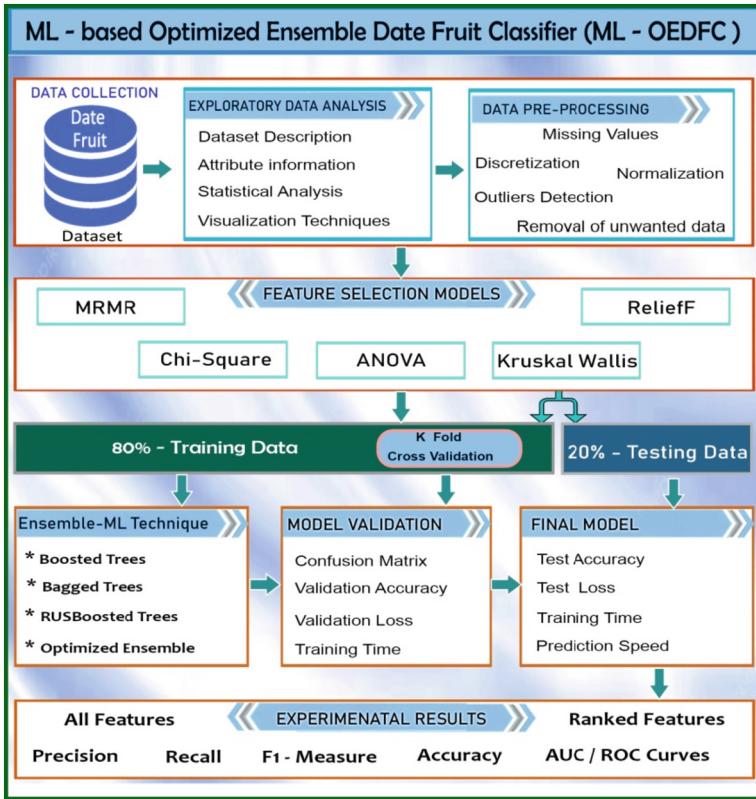 ML - based Optimized Ensemble Date Fruit Classifier (ML - OEDFC )
DATA COLLECTION
Date
Fruit
Dataset
EXPLORATORY DATA ANALYSIS
Dataset Description
Attribute information
Statistical Analysis
Visualization Techniques
DATA PRE-PROCESSING
Missing Values
Discretization
Normalization
Outliers Detection
Removal of unwanted data
FEATURE SELECTION MODELS
MRMR
ReliefF
Chi-Square
ANOVA
Kruskal Wallis
80% - Training Data
K Fold
Cross Validation
20% - Testing Data
Ensemble-ML Technique
* Boosted Trees
* Bagged Trees
* RUSBoosted Trees
* Optimized Ensemble
MODEL VALIDATION
Confusion Matrix
Validation Accuracy
Validation Loss
Training Time
FINAL MODEL
Test Accuracy
Test Loss
Training Time
Prediction Speed
All Features
EXPERIMENATAL RESULTS
Ranked Features
Precision
Recall
F1 - Measure
Accuracy
AUC / ROC Curves